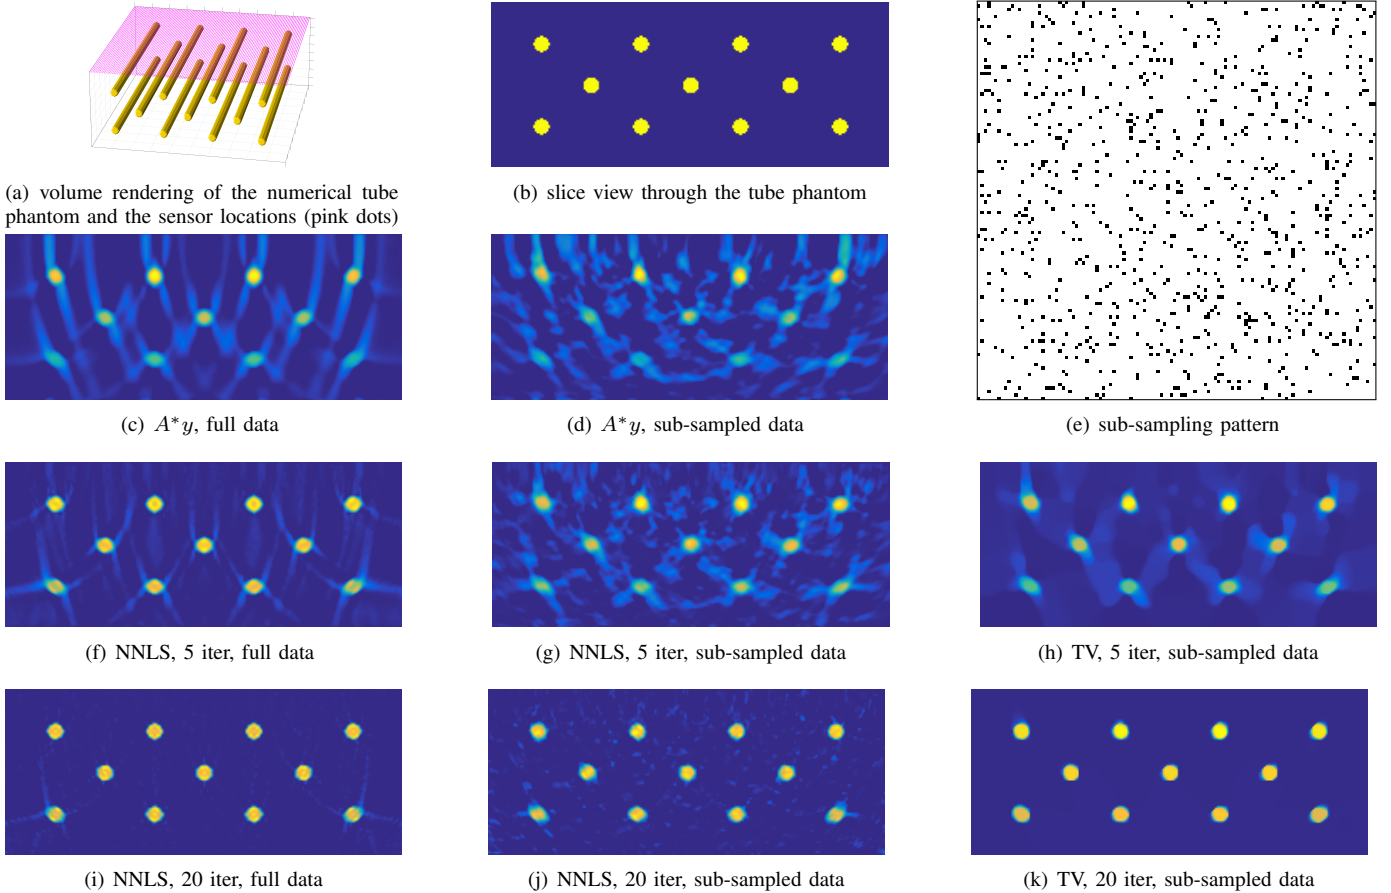 (a) volume rendering of the numerical tube
phantom and the sensor locations (pink dots)
(b) slice view through the tube phantom
(c) A*y, full data
(d) A*y, sub-sampled data
(e) sub-sampling pattern
(f) NNLS, 5 iter, full data
(g) NNLS, 5 iter, sub-sampled data
(h) TV, 5 iter, sub-sampled data
(i) NNLS, 20 iter, full data
(j) NNLS, 20 iter, sub-sampled data
(k) TV, 20 iter, sub-sampled data